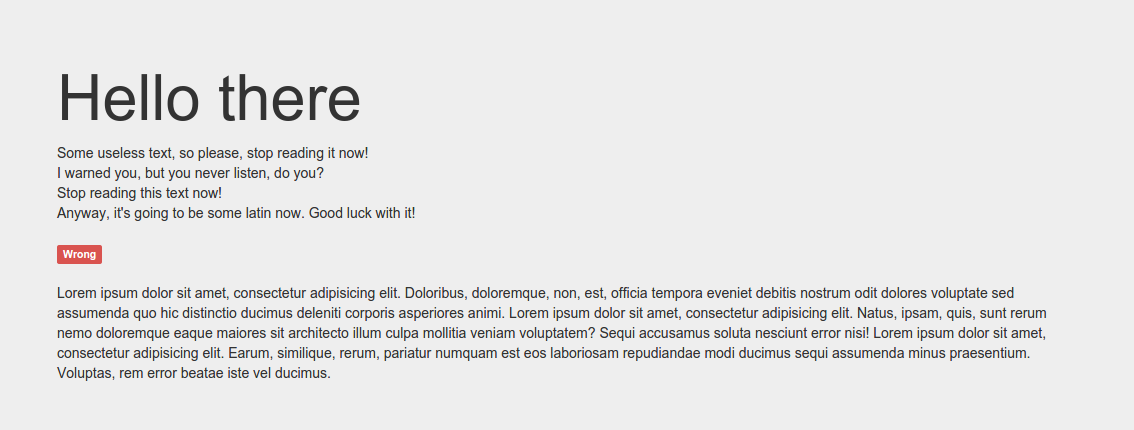 Hello there
Some useless text, so please, stop reading it now!
I warned you, but you never listen, do you?
Stop reading this text now!
Anyway, it's going to be some latin now. Good luck with it!
Wrong
Lorem ipsum dolor sit amet, consectetur adipisicing elit. Doloribus, doloremque, non, est, officia tempora eveniet debitis nostrum odit dolores voluptate sed
assumenda quo hic distinctio ducimus deleniti corporis asperiores animi. Lorem ipsum dolor sit amet, consectetur adipisicing elit. Natus, ipsam, quis, sunt rerum
nemo doloremque eaque maiores sit architecto illum culpa mollitia veniam voluptatem? Sequi accusamus soluta nesciunt error nisi! Lorem ipsum dolor sit amet,
consectetur adipisicing elit. Earum, similique, rerum, pariatur numquam est eos laboriosam repudiandae modi ducimus sequi assumenda minus praesentium.
Voluptas, rem error beatae iste vel ducimus.